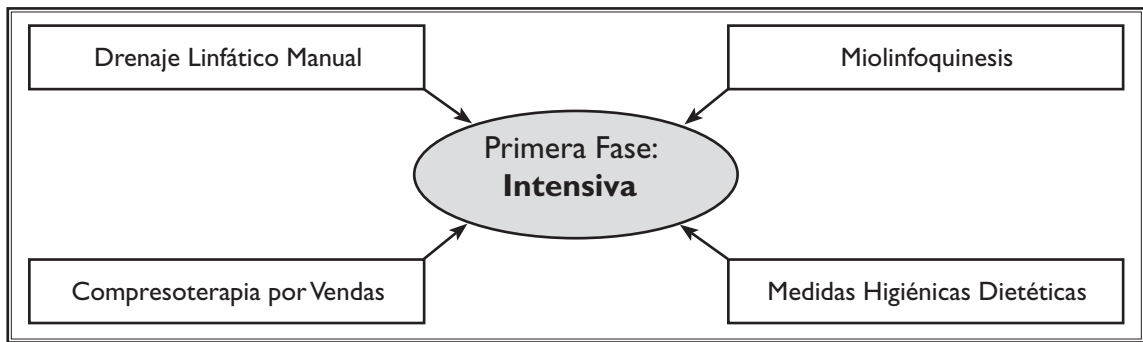 Drenaje Linfático Manual
Miolinfoquinesis
Primera Fase:
Intensiva
Compresoterapia por Vendas
Medidas Higiénicas Dietéticas